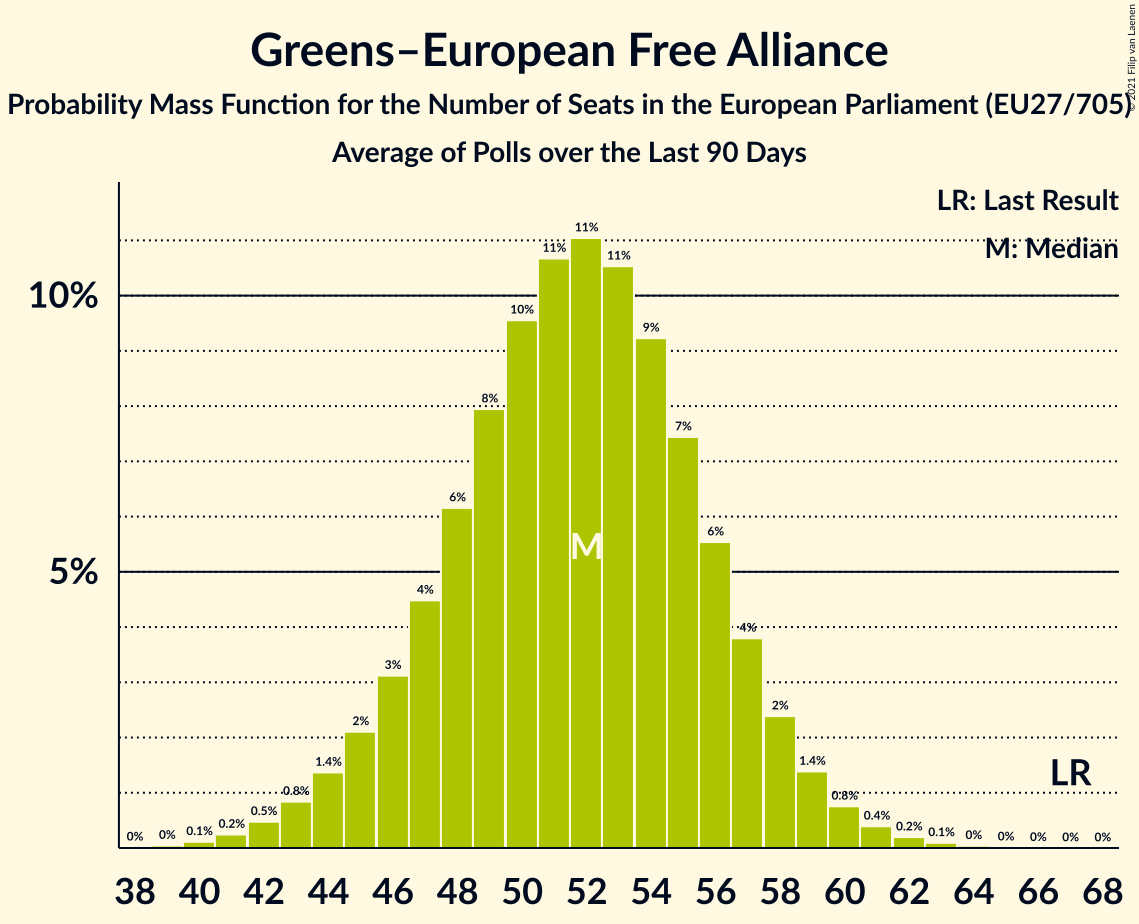 Greens–European Free Alliance
Probability Mass Function for the Number of Seats in the European Parliament (EU27/705)
Average of Polls over the Last 90 Days
© 2021 Filip van Laenen
LR: Last Result
M: Median
10%
5%
0% 0% 0.1% 0.2% 0.5% 0.8% 1.4% 2% 3% 4% 6% 8% 10% 11% 11% 11% 9% 7% 6% 4% 2% 1.4% 0.8% 0.4% 0.2% 0.1% 0% 0% 0% 0% 0%
M
LR
38 40 42 44 46 48 50 52 54 56 58 60 62 64 66 68